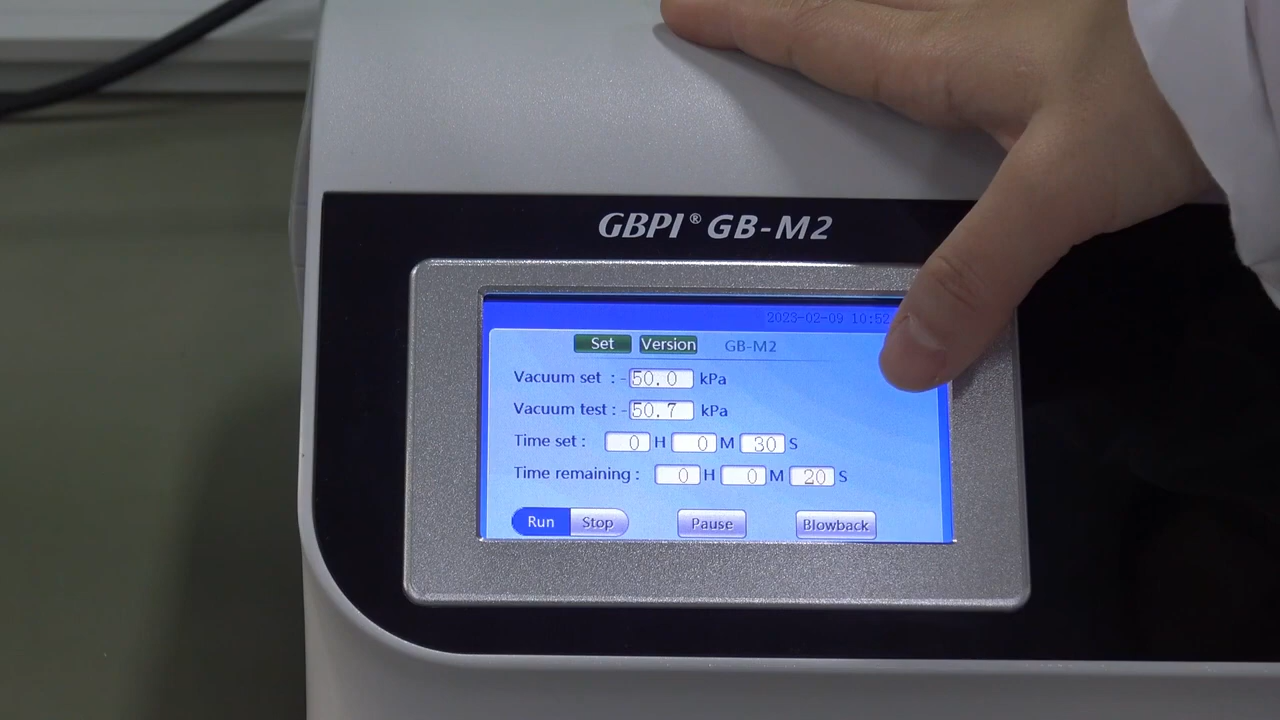 GBPI® GB-M2
2023-02-09 10:52
Set Version GB-M2
Vacuum set : -50.0 kPa
Vacuum test : -50.7 kPa
Time set : 0 H 0 M 30 S
Time remaining : 0 H 0 M 20 S
Run Stop Pause Blowback